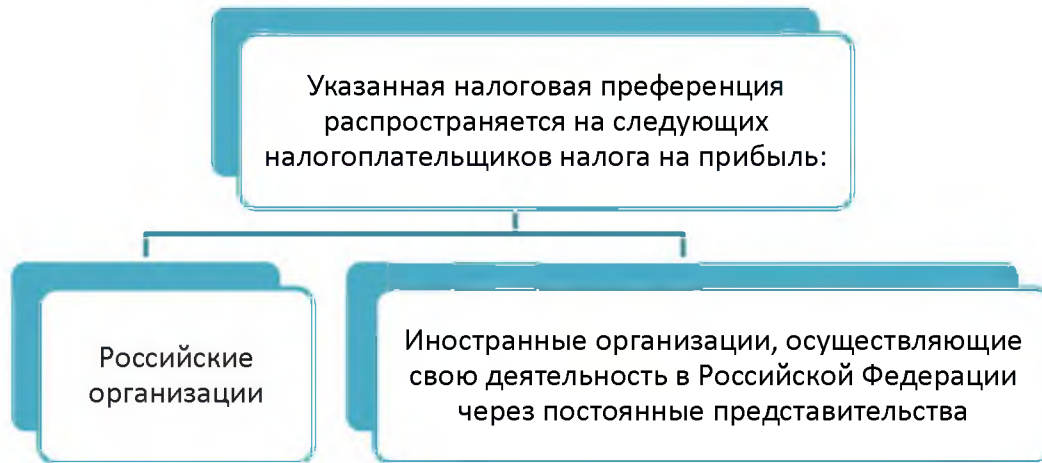 Указанная налоговая преференция
распространяется на следующих
налогоплательщиков налога на прибыль:
Российские
организации
Иностранные организации, осуществляющие
свою деятельность в Российской Федерации
через постоянные представительства